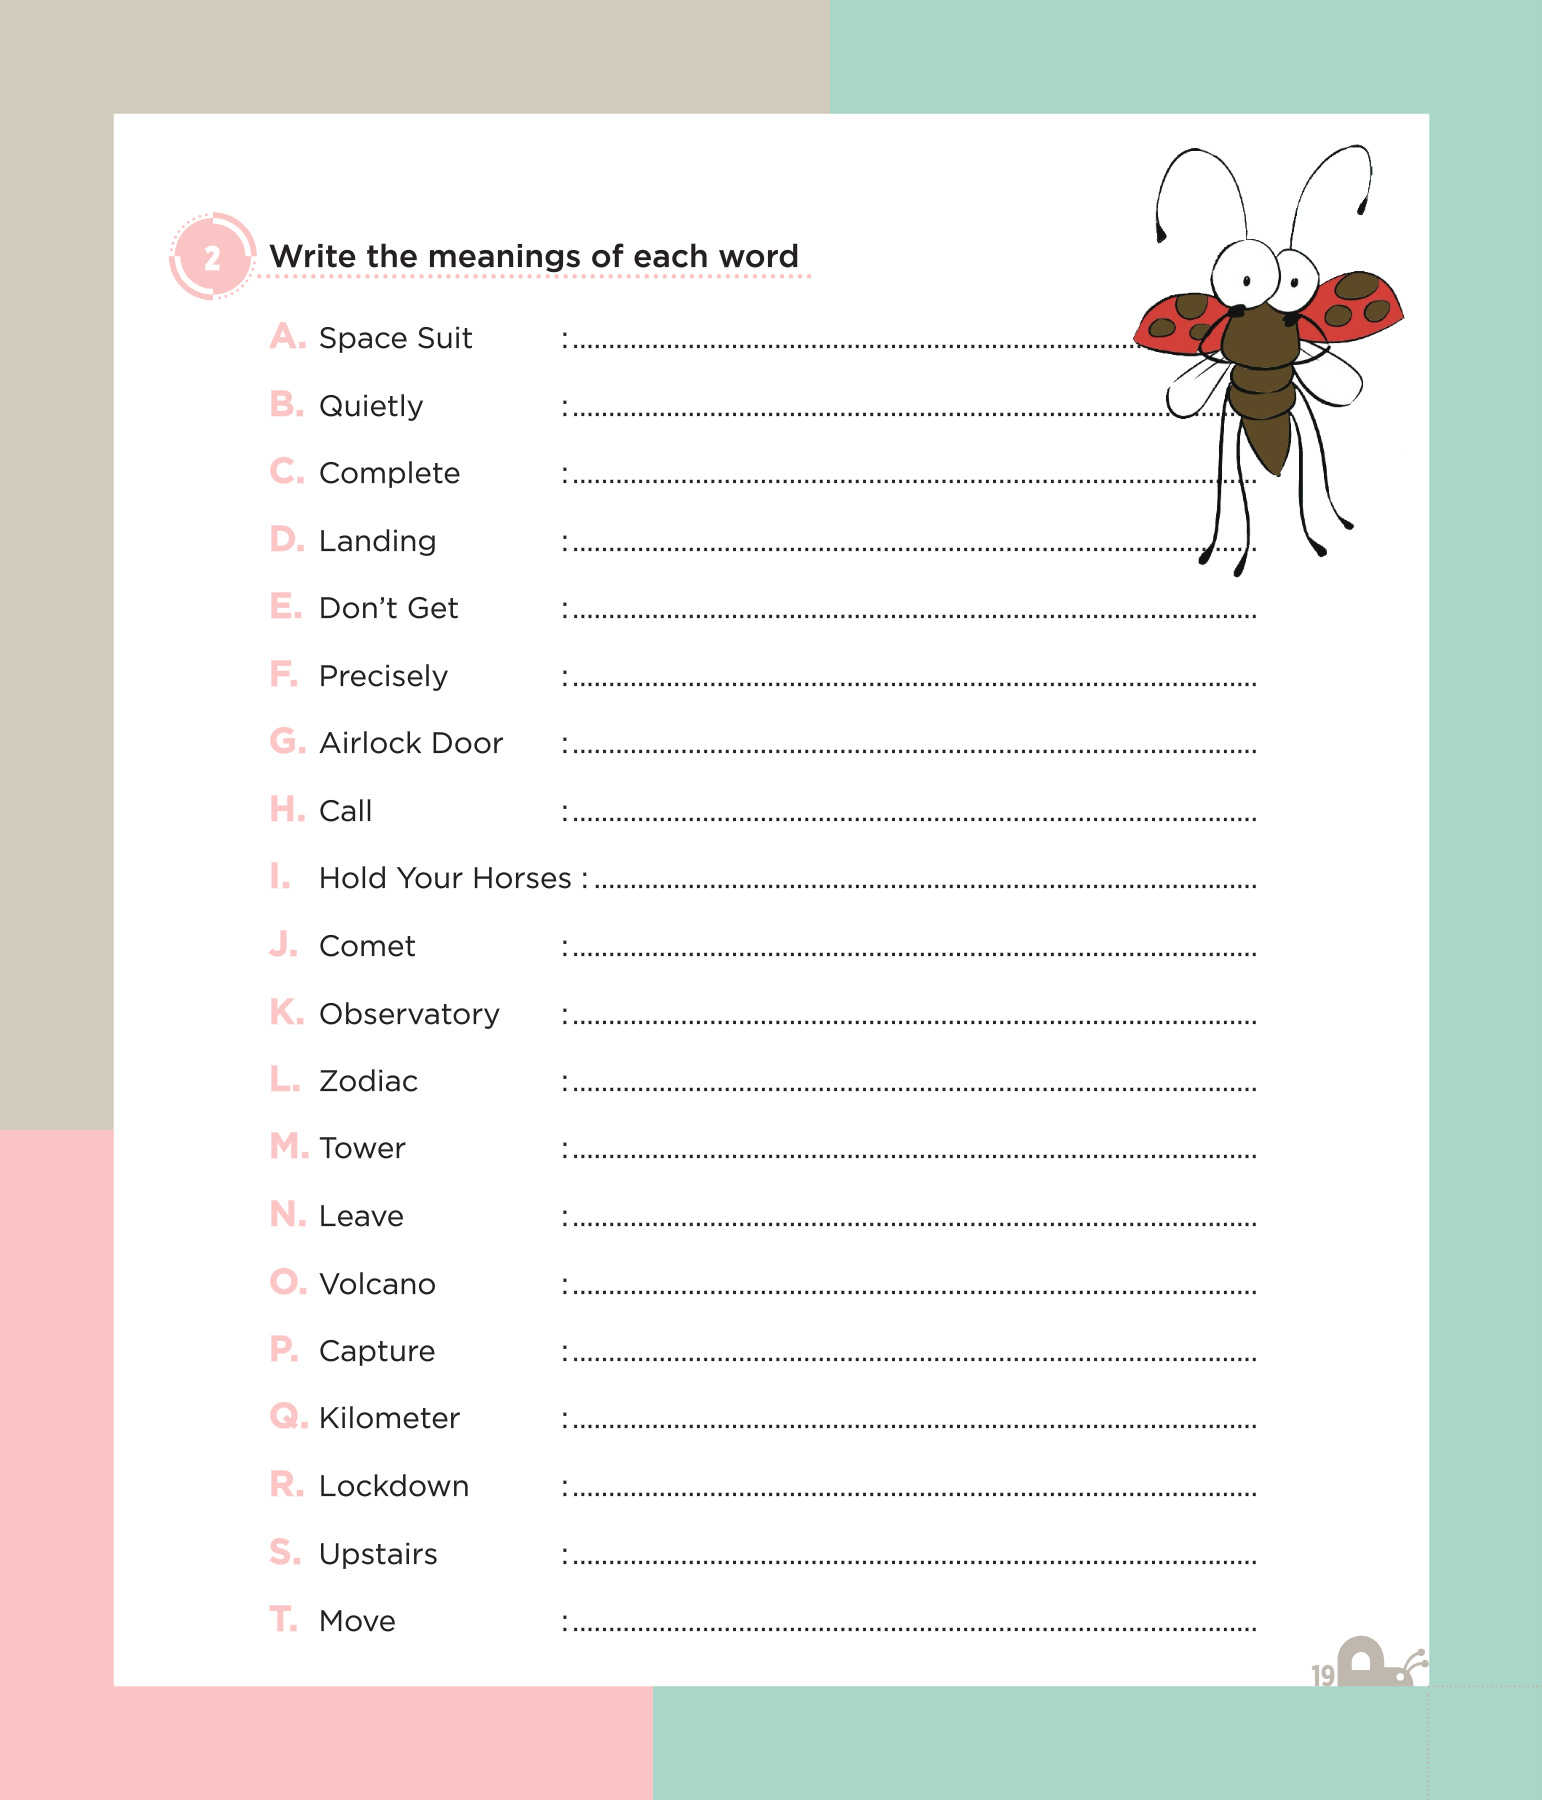 2 Write the meanings of each word
A. Space Suit :
B. Quietly :
C. Complete :
D. Landing :
E. Don’t Get :
F. Precisely :
G. Airlock Door :
H. Call :
I. Hold Your Horses :
J. Comet :
K. Observatory :
L. Zodiac :
M. Tower :
N. Leave :
O. Volcano :
P. Capture :
Q. Kilometer :
R. Lockdown :
S. Upstairs :
T. Move :
19